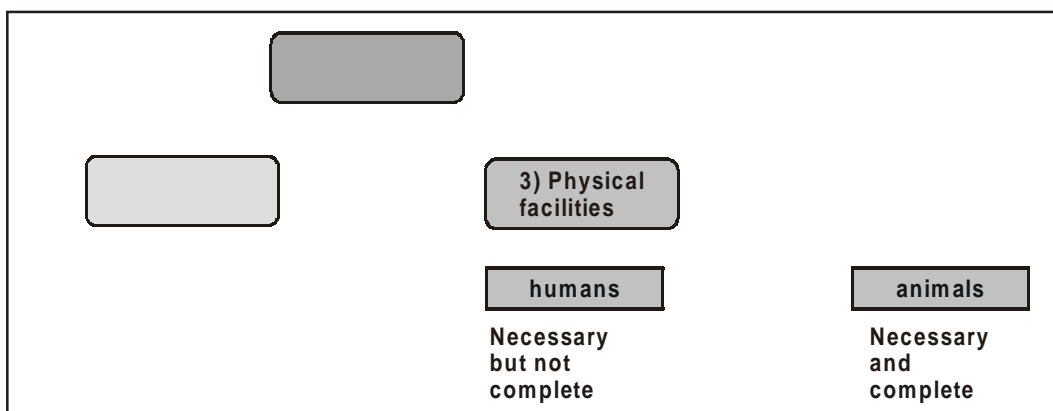 3) Physical
facilities
humans
animals
Necessary
but not
complete
Necessary
and
complete